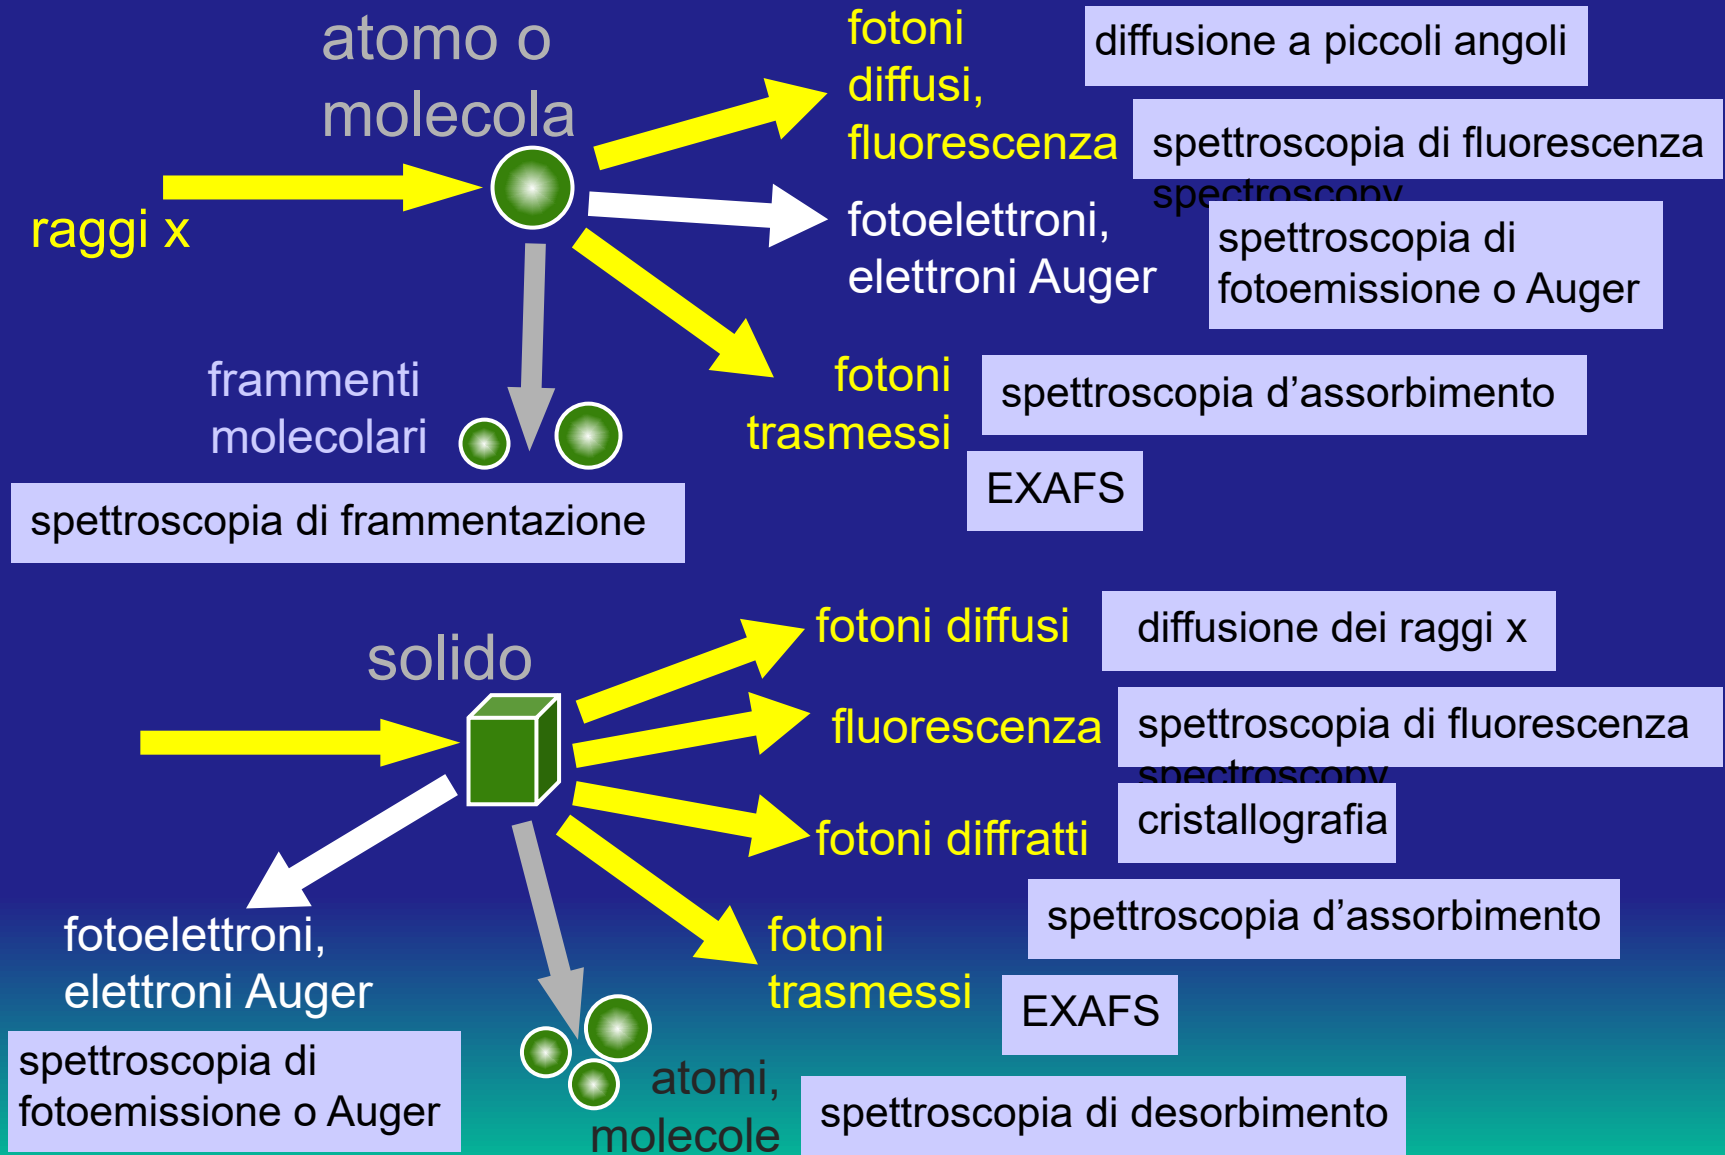 atomo o
molecola
raggi x
fotoni
diffusi,
fluorescenza
diffusione a piccoli angoli
spettroscopia di fluorescenza
spectroscopy
fotoelettroni,
elettroni Auger
spettroscopia di
fotoemissione o Auger
fotoni
trasmessi
spettroscopia d’assorbimento
EXAFS
frammenti
molecolari
spettroscopia di frammentazione
solido
fotoni diffusi
diffusione dei raggi x
fluorescenza
spettroscopia di fluorescenza
spectroscopy
fotoni diffratti
cristallografia
fotoni
trasmessi
spettroscopia d’assorbimento
EXAFS
fotoelettroni,
elettroni Auger
spettroscopia di
fotoemissione o Auger
atomi,
molecole
spettroscopia di desorbimento